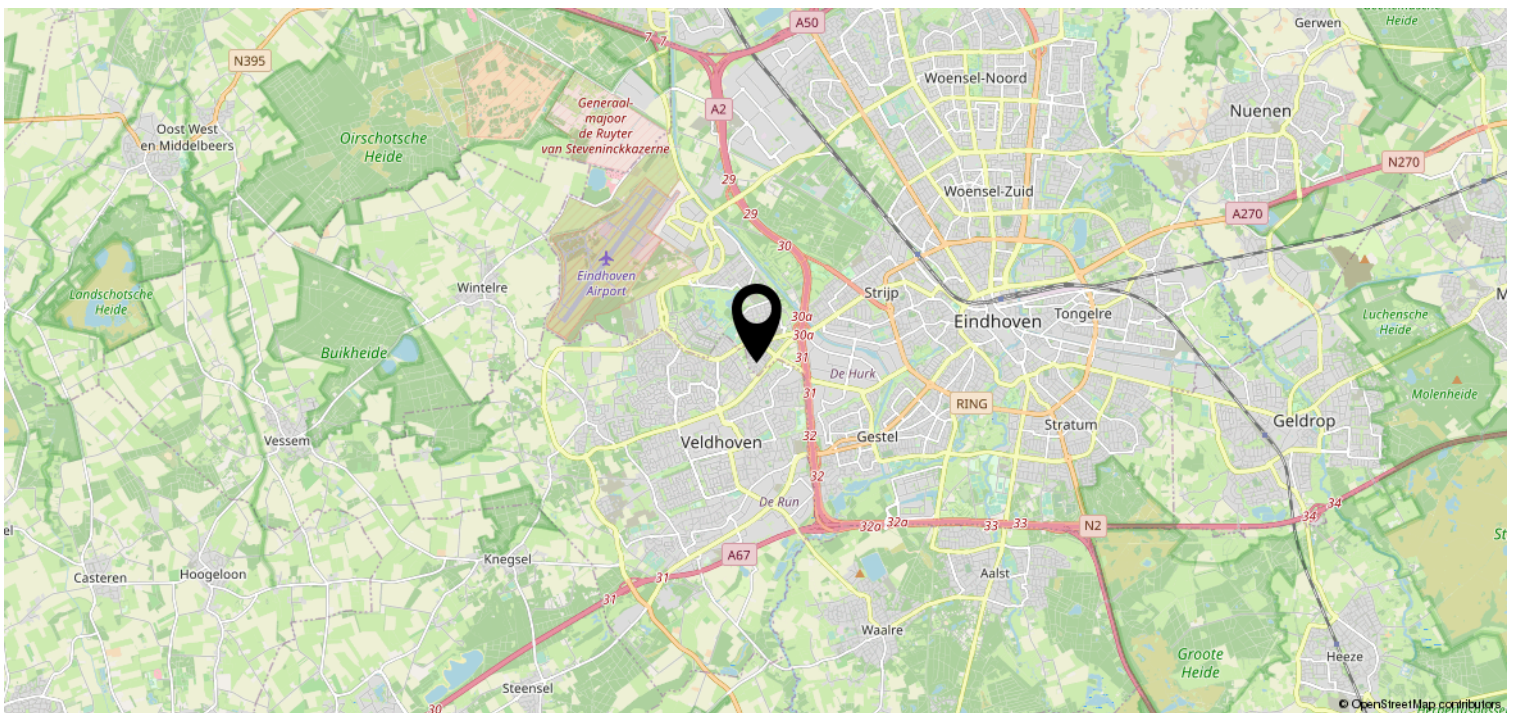 A50
Gerwen
7
7
N395
Woensel-Noord
Generaal-
majoor
de Ruyter
van Steveninckkazerne
A2
Nuenen
Oost West
en Middelbeers
Oirschotsche
Heide
N270
29
Woensel-Zuid
29
A270
30
Eindhoven
Airport
Wintelre
Landschotsche
Heide
Strijp
30a
Eindhoven
Tongelre
Luchensche
Heide
30a
Buikheide
31
De Hurk
31
RING
Molenheide
Vessem
Veldhoven
32
Gestel
Stratum
Geldrop
32
De Run
34
32a
32a
33
33
N2
34
A67
Knegsel
Casteren
Hoogeloon
31
31
Aalst
Waalre
Groote
Heide
Heeze
Steensel
30
© OpenStreetMap contributors